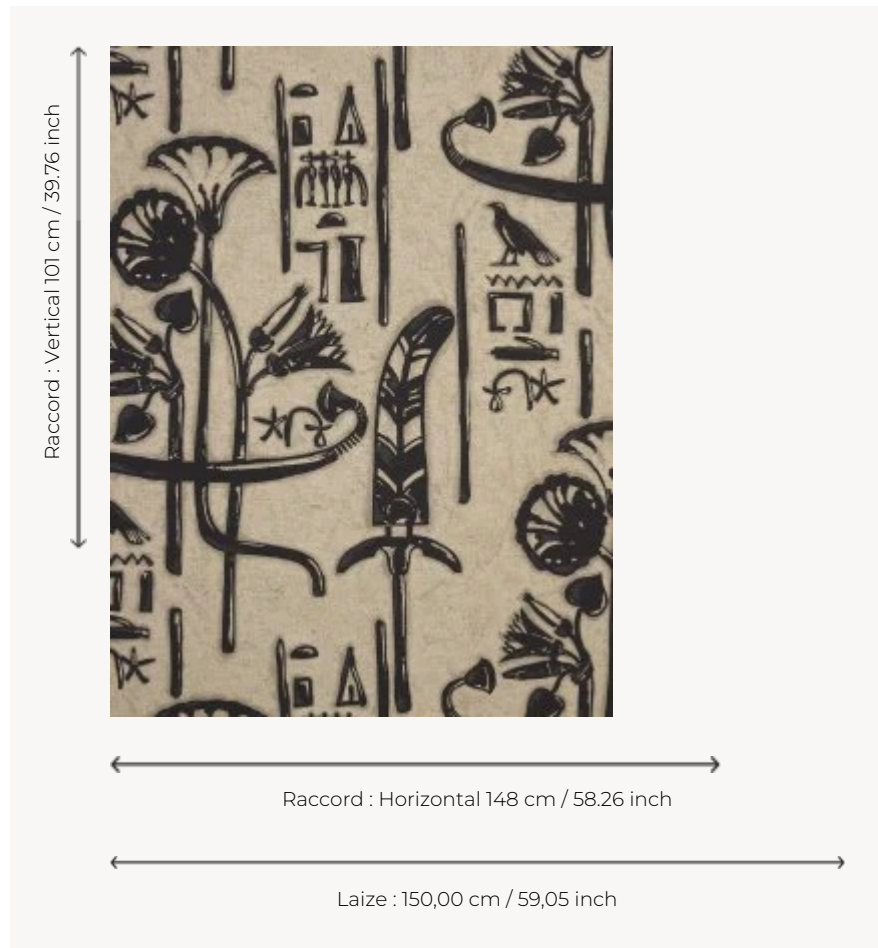 Raccord : Vertical 101 cm / 39.76 inch
Raccord : Horizontal 148 cm / 58.26 inch
Laize : 150,00 cm / 59,05 inch